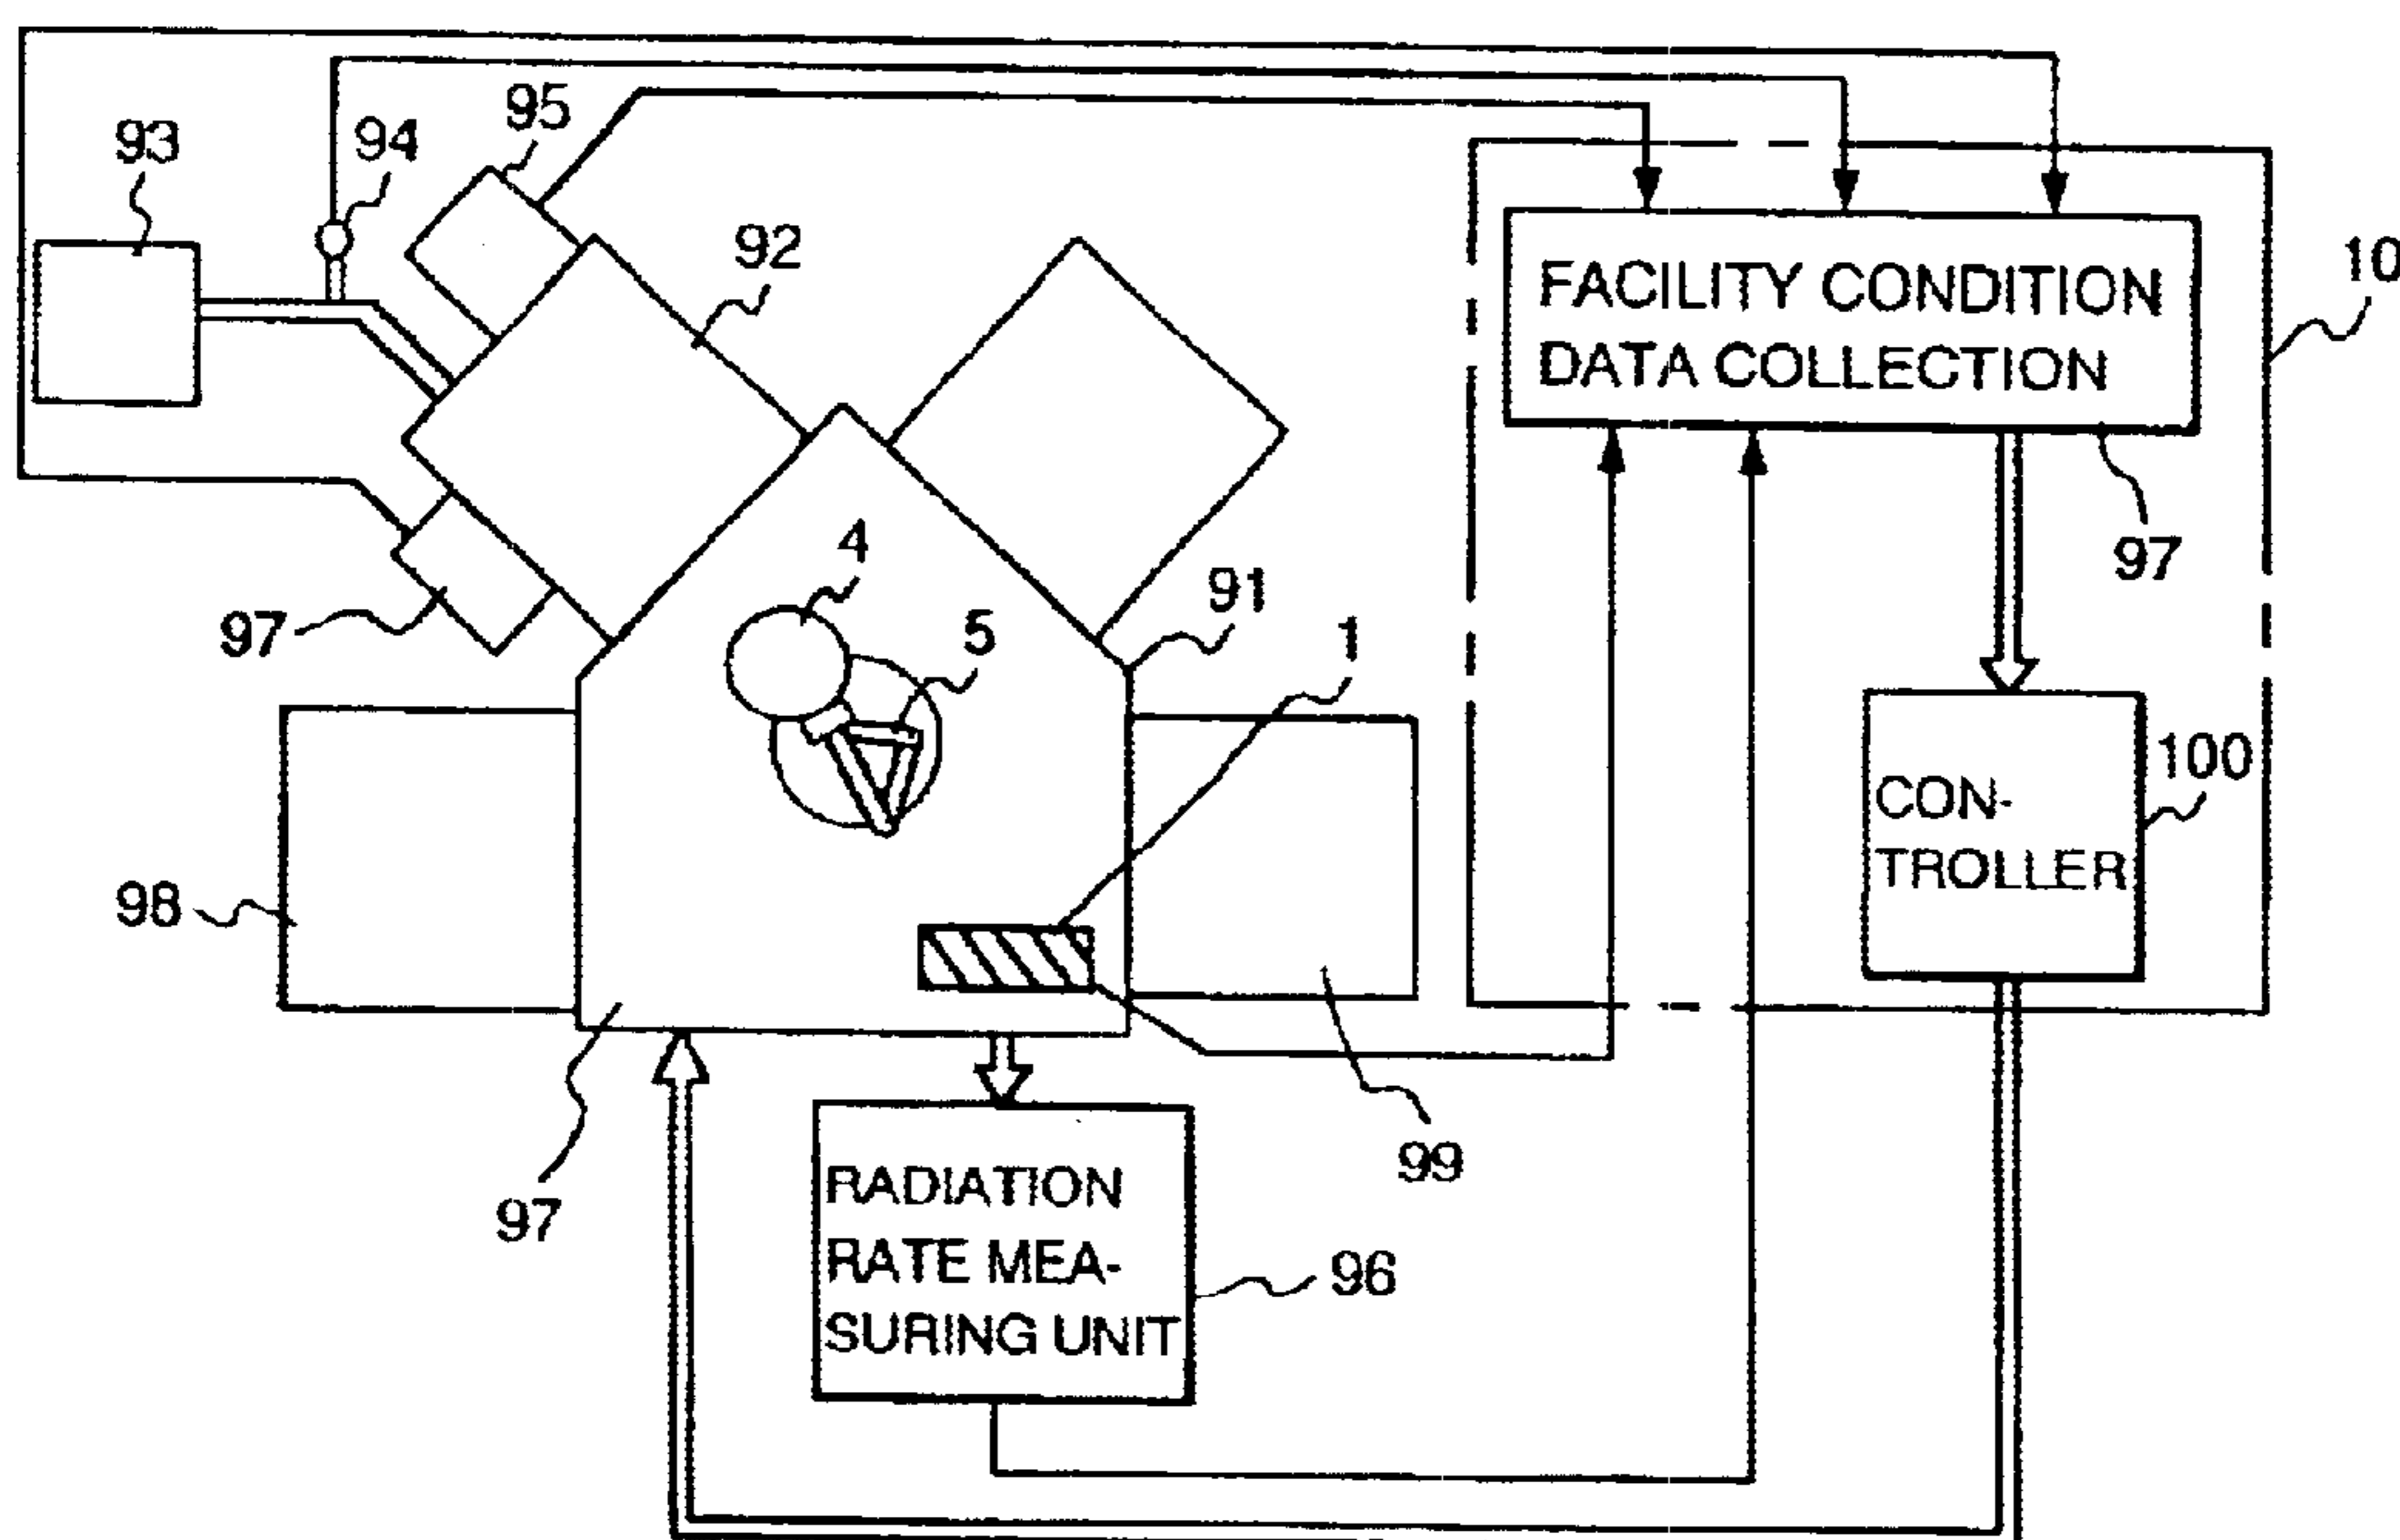 95
93
94
92
10
FACILITY CONDITION
DATA COLLECTION
4
97
91
97
5
1
100
CON-
TROLLER
98
99
RADIATION
RATE MEA-
SURING UNIT
97
96